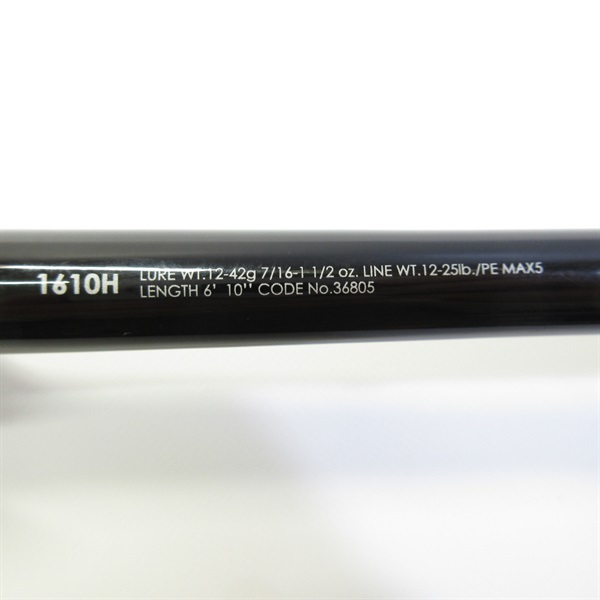 1610H
LURE WT.12-42g 7/16-1 1/2 oz. LINE WT.12-25lb./PE MAX5
LENGTH 6' 10'' CODE No.36805